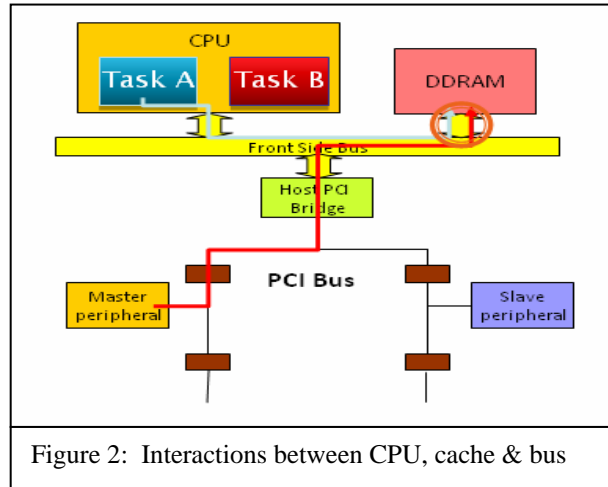 CPU
Task A
Task B
DDRAM
Front Side Bus
Host PCI
Bridge
PCI Bus
Master
peripheral
Slave
peripheral
Figure 2: Interactions between CPU, cache & bus